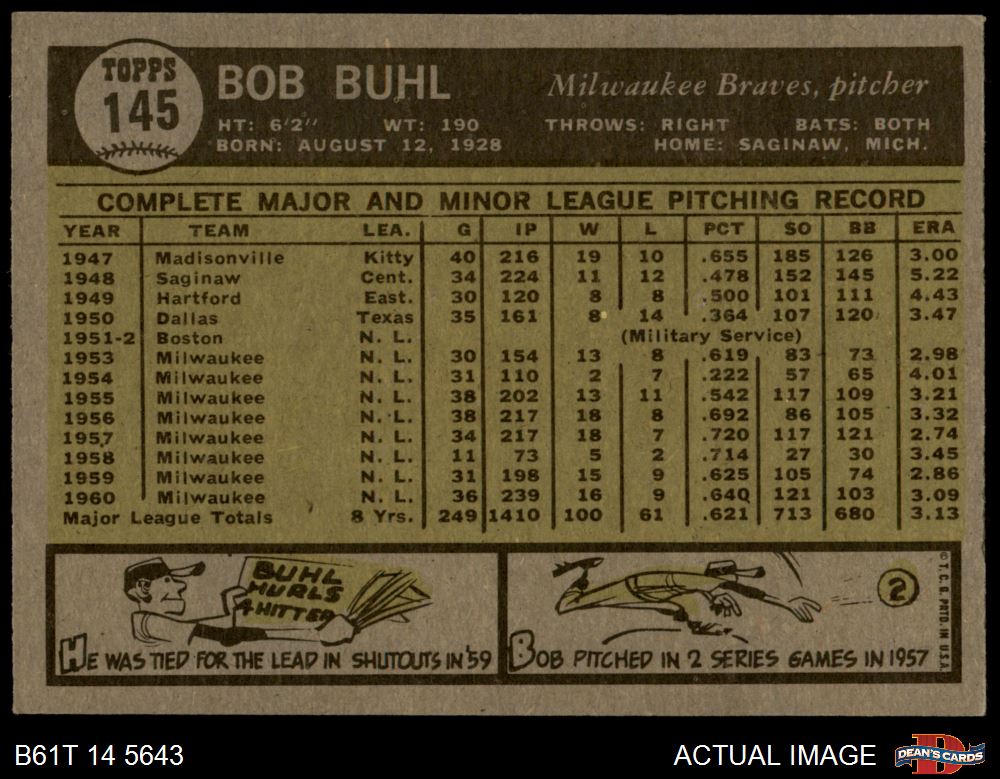 TOPPS
145
BOB BUHL
Milwaukee Braves, pitcher
HT: 6'2" WT: 190 THROWS: RIGHT BATS: BOTH
BORN: AUGUST 12, 1928 HOME: SAGINAW, MICH.
COMPLETE MAJOR AND MINOR LEAGUE PITCHING RECORD
YEAR TEAM LEA. G IP W L PCT SO BB ERA
1947 Madisonville Kitty 40 216 19 10 .655 185 126 3.00
1948 Saginaw Cent. 34 224 11 12 .478 152 145 5.22
1949 Hartford East. 30 120 8 8 .500 101 111 4.43
1950 Dallas Texas 35 161 8 14 .364 107 120 3.47
1951-2 Boston N. L. (Military Service)
1953 Milwaukee N. L. 30 154 13 8 .619 83 73 2.98
1954 Milwaukee N. L. 31 110 2 7 .222 57 65 4.01
1955 Milwaukee N. L. 38 202 13 11 .542 117 109 3.21
1956 Milwaukee N. L. 38 217 18 8 .692 86 105 3.32
1957 Milwaukee N. L. 34 217 18 7 .720 117 121 2.74
1958 Milwaukee N. L. 11 73 5 2 .714 27 30 3.45
1959 Milwaukee N. L. 31 198 15 9 .625 105 74 2.86
1960 Milwaukee N. L. 36 239 16 9 .640 121 103 3.09
Major League Totals 8 Yrs. 249 1410 100 61 .621 713 680 3.13
BUHL
HURLS
4 HITTER
HE WAS TIED FOR THE LEAD IN SHUTOUTS IN '59
2
BOB PITCHED IN 2 SERIES GAMES IN 1957
© T. C. G. PRTD. IN U.S.A.
B61T 14 5643
ACTUAL IMAGE
DEAN'S CARDS